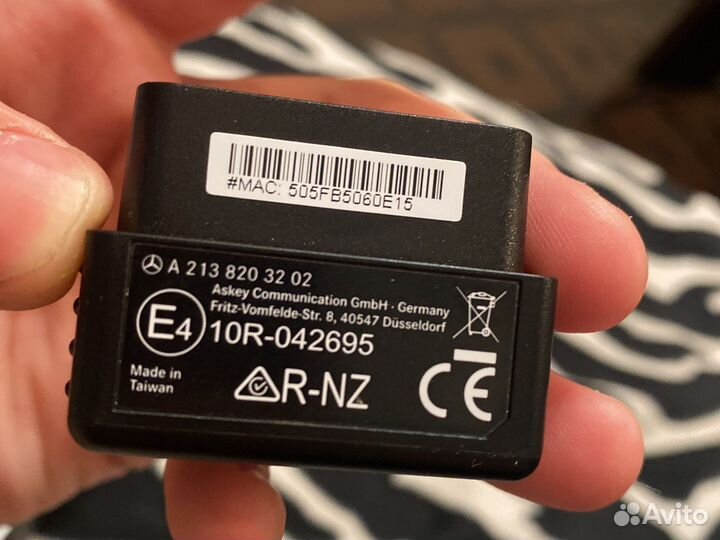 #MAC: 505FB5060E15
A 213 820 32 02
Askey Communication GmbH · Germany
Fritz-Vomfelde-Str. 8, 40547 Düsseldorf
E4 10R-042695
Made in
Taiwan
R-NZ
CE
Avito